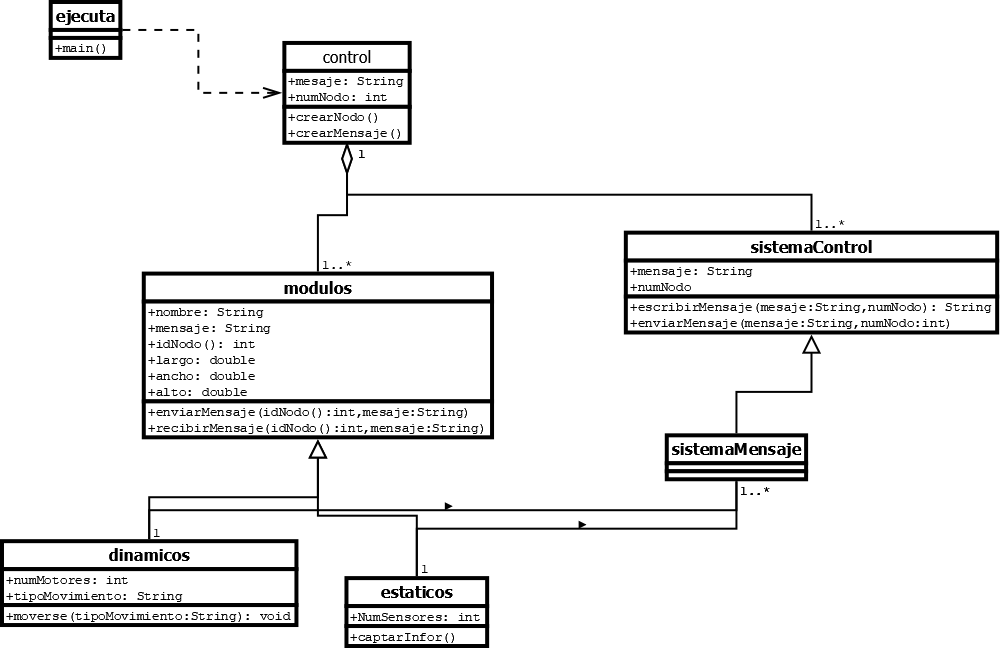 ejecuta
+main()
control
+mesaje: String
+numNodo: int
+crearNodo()
+crearMensaje()
1
1..*
1..*
modulos
+nombre: String
+mensaje: String
+idNodo(): int
+largo: double
+ancho: double
+alto: double
+enviarMensaje(idNodo():int,mesaje:String)
+recibirMensaje(idNodo():int,mensaje:String)
sistemaControl
+mensaje: String
+numNodo
+escribirMensaje(mesaje:String,numNodo): String
+enviarMensaje(mensaje:String,numNodo:int)
sistemaMensaje
1..*
1
dinamicos
+numMotores: int
+tipoMovimiento: String
+moverse(tipoMovimiento:String): void
1
estaticos
+NumSensores: int
+captarInfor()